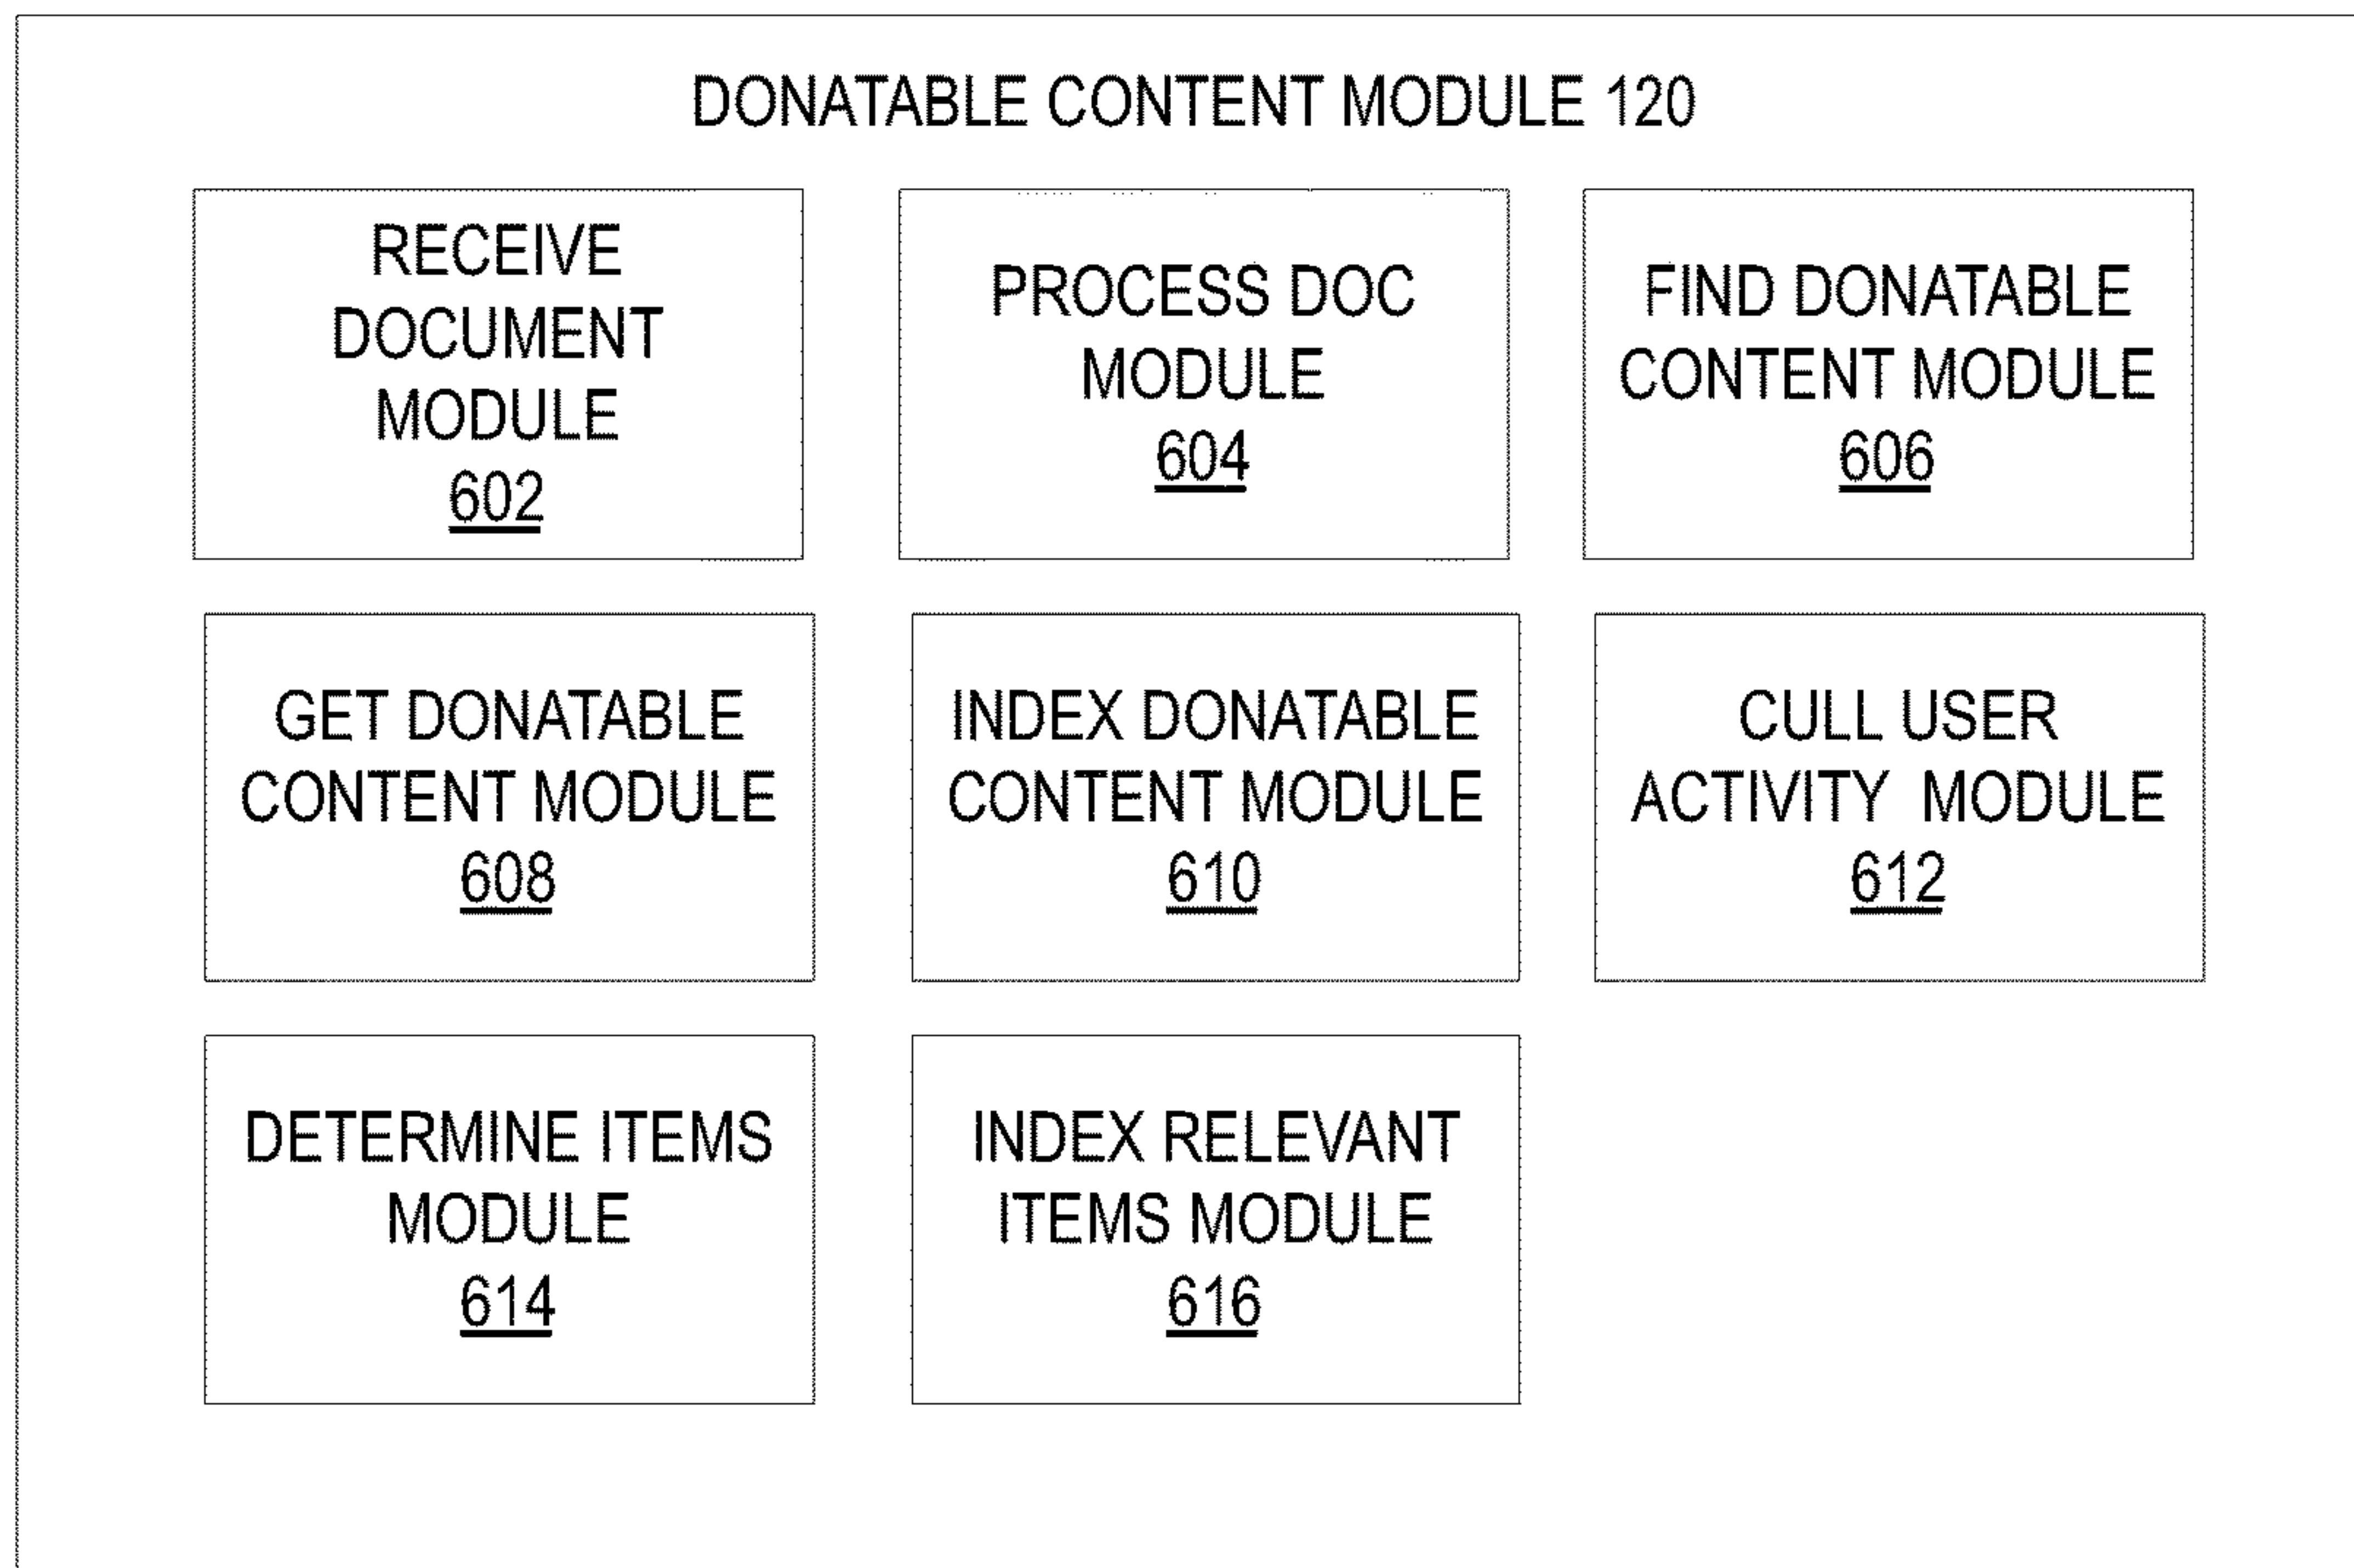 DONATABLE CONTENT MODULE 120
RECEIVE
DOCUMENT
MODULE
602
PROCESS DOC
MODULE
604
FIND DONATABLE
CONTENT MODULE
606
GET DONATABLE
CONTENT MODULE
608
INDEX DONATABLE
CONTENT MODULE
610
CULL USER
ACTIVITY MODULE
612
DETERMINE ITEMS
MODULE
614
INDEX RELEVANT
ITEMS MODULE
616